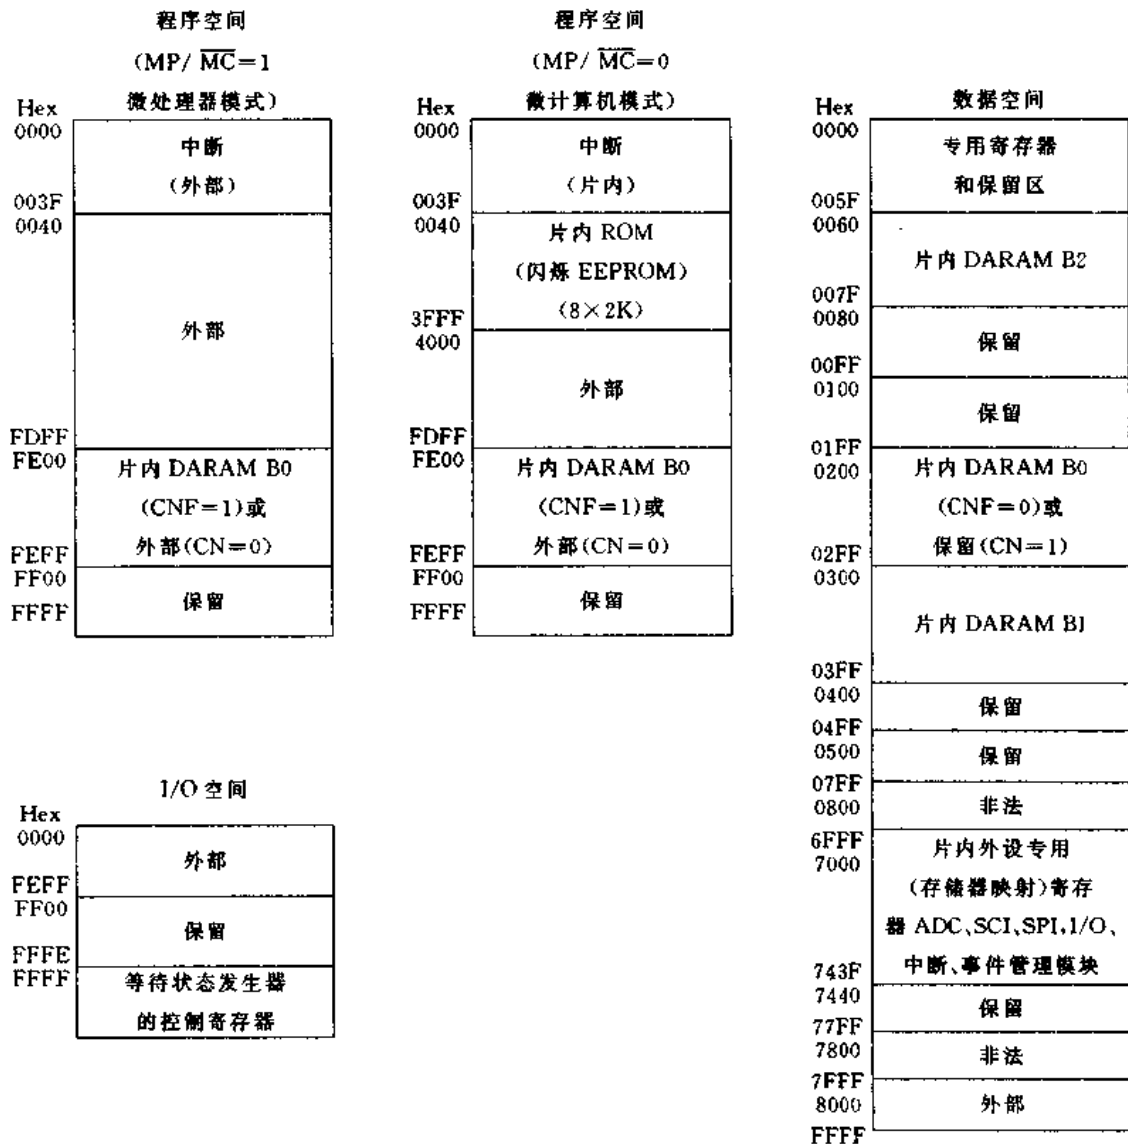 程序空间
(MP/ MC=1
微处理器模式)
Hex
0000
中断
(外部)
003F
0040
外部
FDFF
FE00
片内 DARAM B0
(CNF=1)或
外部(CN=0)
FEFF
FF00
保留
FFFF
程序空间
(MP/ MC=0
微计算机模式)
Hex
0000
中断
(片内)
003F
0040
片内 ROM
(闪烁 EEPROM)
(8×2K)
3FFF
4000
外部
FDFF
FE00
片内 DARAM B0
(CNF=1)或
外部(CN=0)
FEFF
FF00
保留
FFFF
数据空间
Hex
0000
专用寄存器
和保留区
005F
0060
片内 DARAM B2
007F
0080
保留
00FF
0100
保留
01FF
0200
片内 DARAM B0
(CNF=0)或
保留(CN=1)
02FF
0300
片内 DARAM B1
03FF
0400
保留
04FF
0500
保留
07FF
0800
非法
6FFF
7000
片内外设专用
(存储器映射)寄存
器 ADC、SCI、SPI、I/O、
中断、事件管理模块
743F
7440
保留
77FF
7800
非法
7FFF
8000
外部
FFFF
I/O 空间
Hex
0000
外部
FEFF
FF00
保留
FFFE
FFFF
等待状态发生器
的控制寄存器